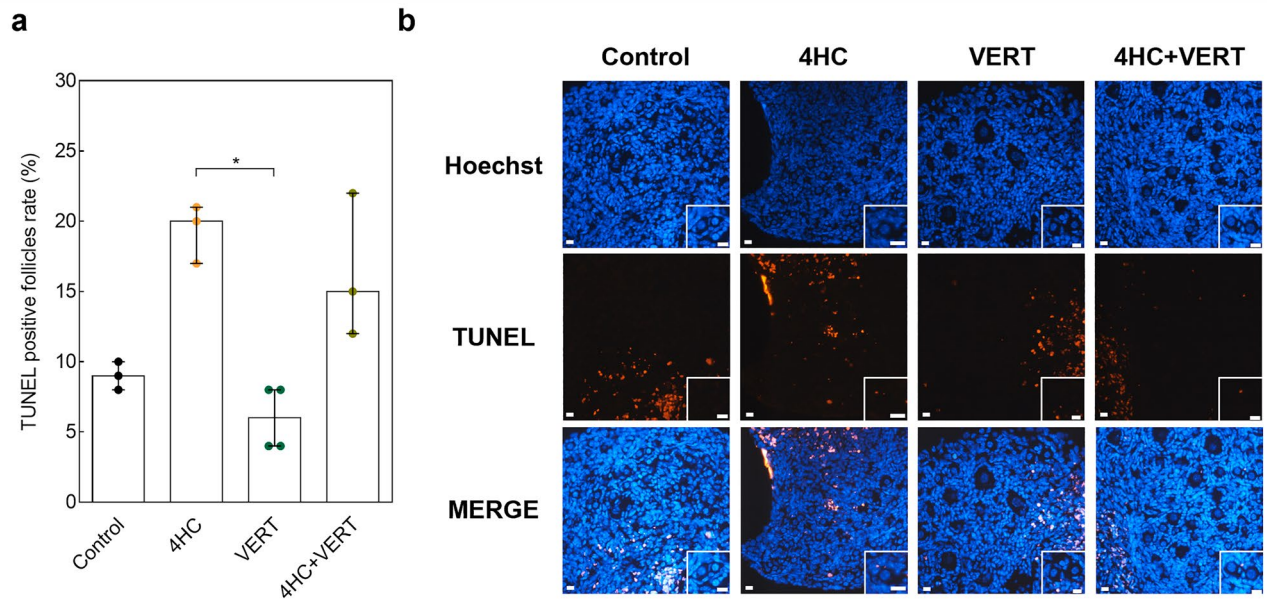 a
b
TUNEL positive follicles rate (%)
30
25
20
15
10
5
0
*
Control
4HC
VERT
4HC+VERT
Control
4HC
VERT
4HC+VERT
Hoechst
TUNEL
MERGE